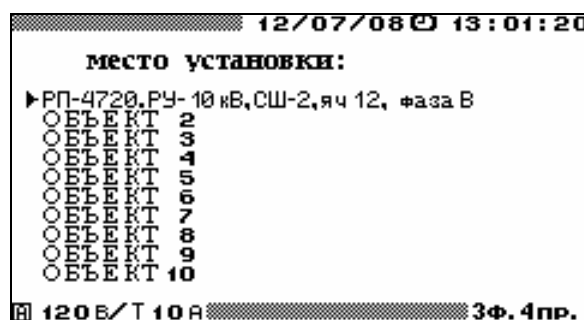 12/07/08 13:01:20
место установки:
РП-4720,РУ-10 кВ,СШ-2,яч 12, фаза В
ОБЪЕКТ 2
ОБЪЕКТ 3
ОБЪЕКТ 4
ОБЪЕКТ 5
ОБЪЕКТ 6
ОБЪЕКТ 7
ОБЪЕКТ 8
ОБЪЕКТ 9
ОБЪЕКТ 10
А 120 В/Т 10 А 3Ф.4пр.